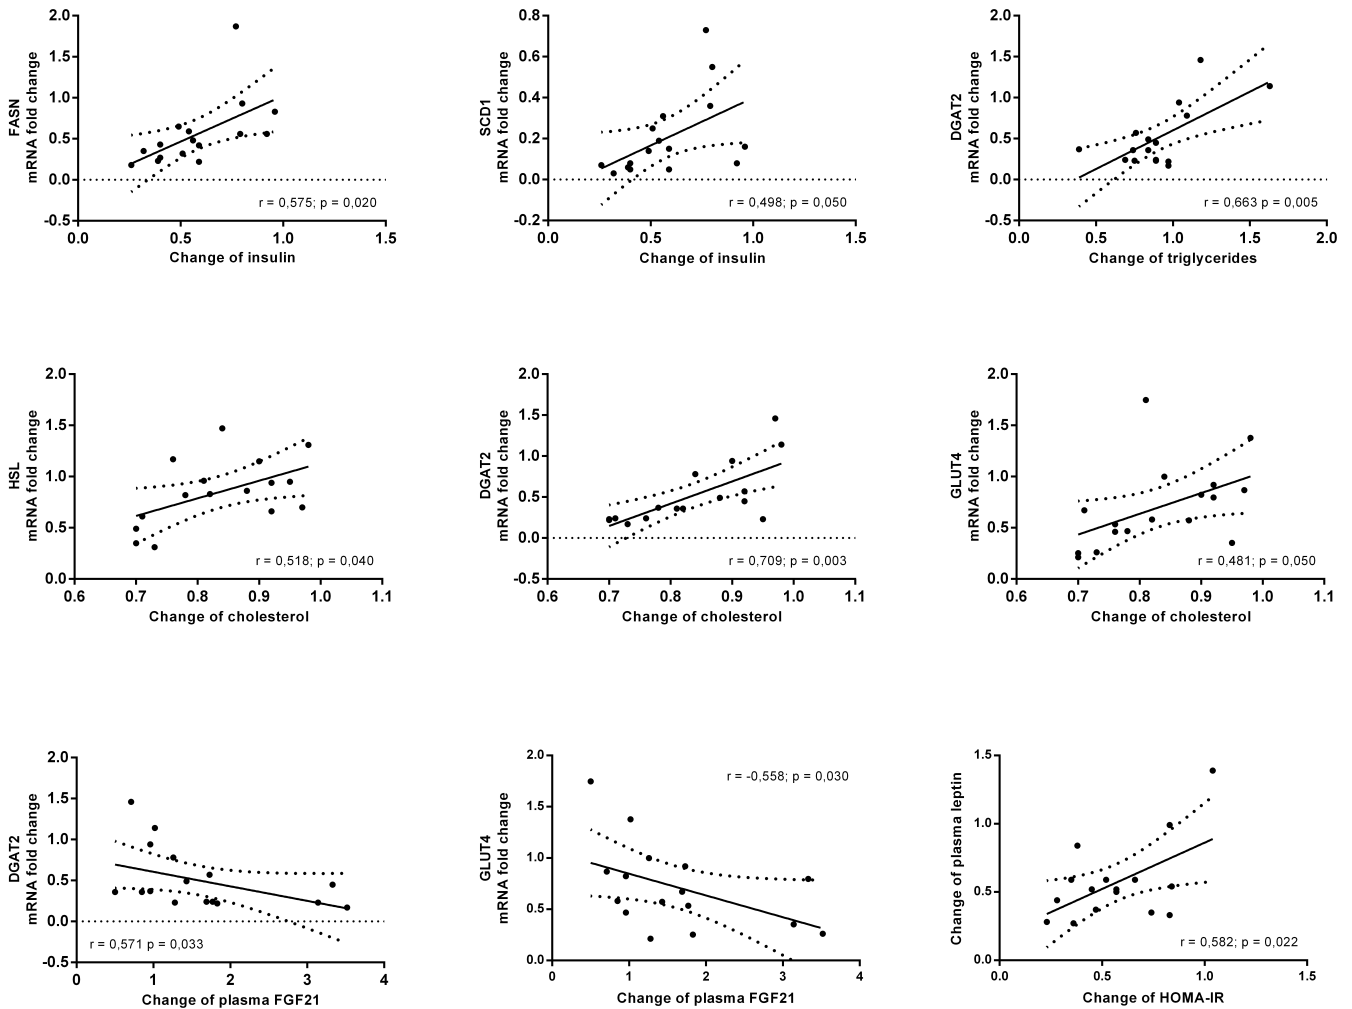 2.0
1.5
1.0
0.5
0.0
-0.5
FASN
mRNA fold change
r = 0,575; p = 0,020
0.0 0.5 1.0 1.5
Change of insulin
0.8
0.6
0.4
0.2
0.0
-0.2
SCD1
mRNA fold change
r = 0,498; p = 0,050
0.0 0.5 1.0 1.5
Change of insulin
2.0
1.5
1.0
0.5
0.0
-0.5
DGAT2
mRNA fold change
r = 0,663 p = 0,005
0.0 0.5 1.0 1.5 2.0
Change of triglycerides
2.0
1.5
1.0
0.5
0.0
HSL
mRNA fold change
r = 0,518; p = 0,040
0.6 0.7 0.8 0.9 1.0 1.1
Change of cholesterol
2.0
1.5
1.0
0.5
0.0
-0.5
DGAT2
mRNA fold change
r = 0,709; p = 0,003
0.6 0.7 0.8 0.9 1.0 1.1
Change of cholesterol
2.0
1.5
1.0
0.5
0.0
GLUT4
mRNA fold change
r = 0,481; p = 0,050
0.6 0.7 0.8 0.9 1.0 1.1
Change of cholesterol
2.0
1.5
1.0
0.5
0.0
-0.5
DGAT2
mRNA fold change
r = 0,571 p = 0,033
0 1 2 3 4
Change of plasma FGF21
2.0
1.5
1.0
0.5
0.0
GLUT4
mRNA fold change
r = -0,558; p = 0,030
0 1 2 3 4
Change of plasma FGF21
1.5
1.0
0.5
0.0
Change of plasma leptin
r = 0,582; p = 0,022
0.0 0.5 1.0 1.5
Change of HOMA-IR